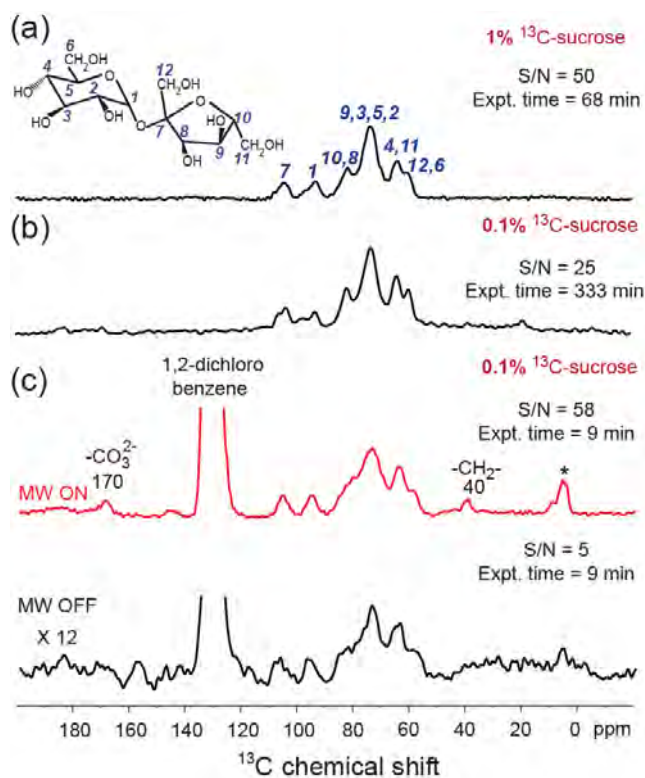 (a)
1% ¹³C-sucrose
S/N = 50
Expt. time = 68 min
6
CH₂OH
4
5
O
HO
HO
3
2
OH
1
O
12
CH₂OH
O
7
8
OH
HO
9
10
CH₂OH
11
7
1
10,8
9,3,5,2
4,11
12,6
(b)
0.1% ¹³C-sucrose
S/N = 25
Expt. time = 333 min
(c)
1,2-dichloro
benzene
0.1% ¹³C-sucrose
S/N = 58
Expt. time = 9 min
-CO₃²⁻
170
-CH₂-
40
*
MW ON
S/N = 5
Expt. time = 9 min
MW OFF
X 12
*
180 160 140 120 100 80 60 40 20 0 ppm
¹³C chemical shift